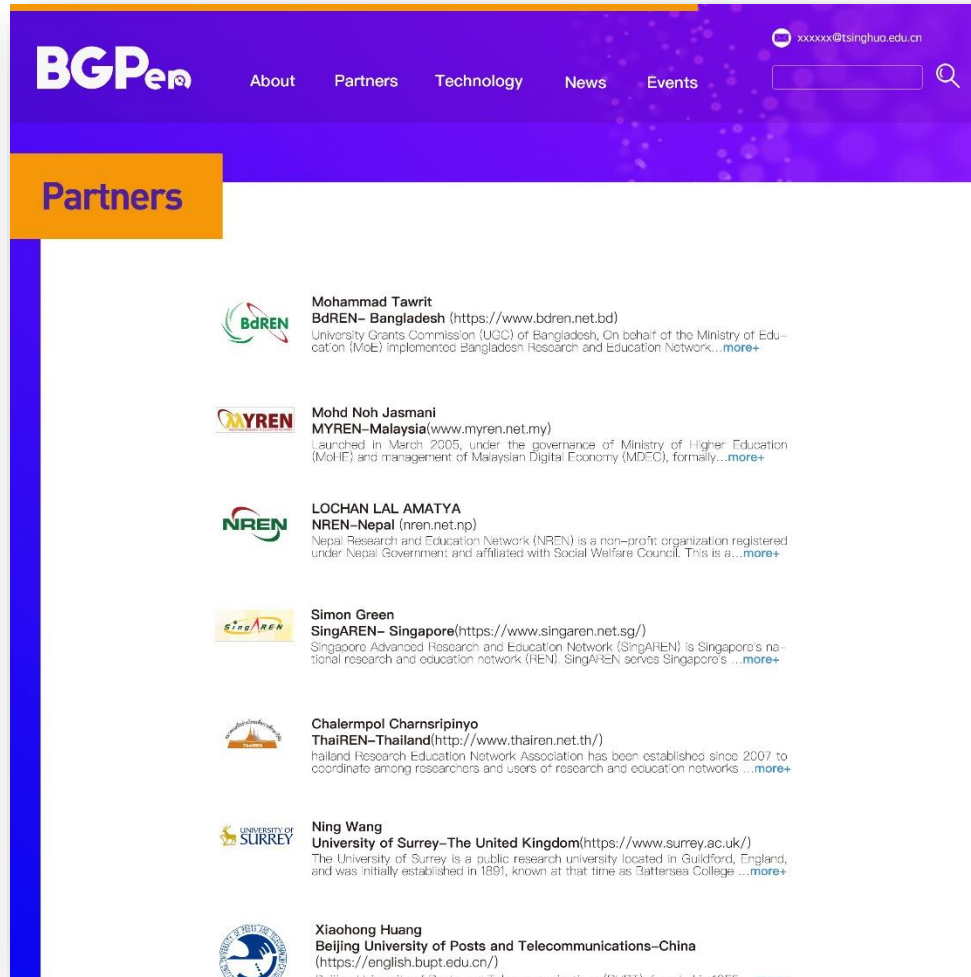 xxxxxx@tsinghua.edu.cn
BGPer
About Partners Technology News Events
Partners
BdREN
Mohammad Tawrit
BdREN– Bangladesh (https://www.bdren.net.bd)
University Grants Commission (UGC) of Bangladesh, On behalf of the Ministry of Edu–
cation (MoE) implemented Bangladesh Research and Education Network...more+
MYREN
Mohd Noh Jasmani
MYREN–Malaysia(www.myren.net.my)
Launched in March 2005, under the governance of Ministry of Higher Education
(MoHE) and management of Malaysian Digital Economy (MDEC), formally...more+
NREN
LOCHAN LAL AMATYA
NREN–Nepal (nren.net.np)
Nepal Research and Education Network (NREN) is a non–profit organization registered
under Nepal Government and affiliated with Social Welfare Council. This is a...more+
SingAREN
Simon Green
SingAREN– Singapore(https://www.singaren.net.sg/)
Singapore Advanced Research and Education Network (SingAREN) is Singapore's na–
tional research and education network (REN). SingAREN serves Singapore's ...more+
ThaiREN
Chalermpol Charnsripinyo
ThaiREN–Thailand(http://www.thairen.net.th/)
hailand Research Education Network Association has been established since 2007 to
coordinate among researchers and users of research and education networks ...more+
UNIVERSITY OF
SURREY
Ning Wang
University of Surrey–The United Kingdom(https://www.surrey.ac.uk/)
The University of Surrey is a public research university located in Guildford, England,
and was initially established in 1891, known at that time as Battersea College ...more+
Xiaohong Huang
Beijing University of Posts and Telecommunications–China
(https://english.bupt.edu.cn/)